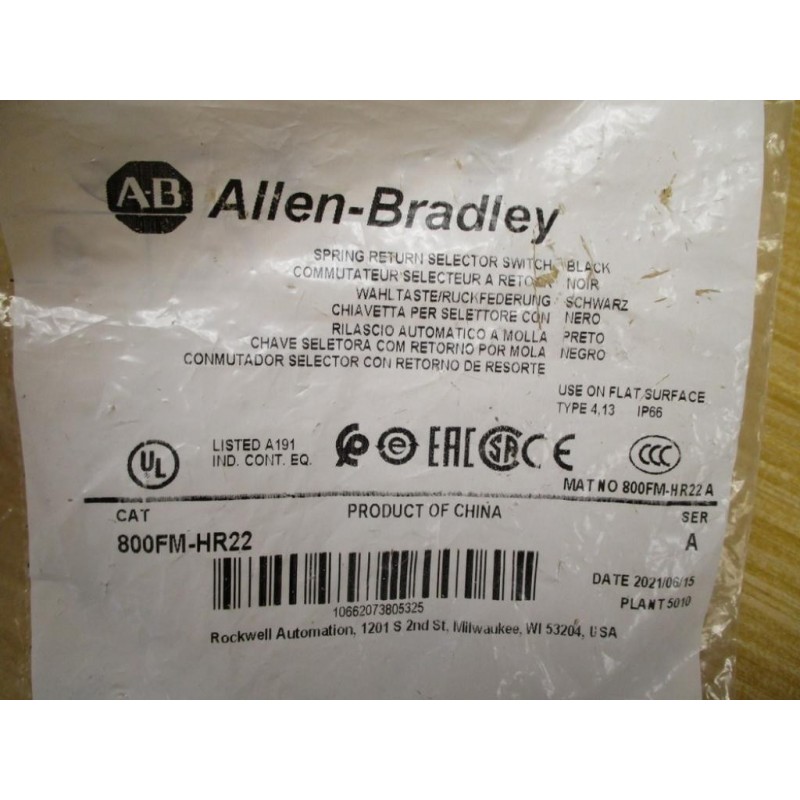 A-B Allen-Bradley
SPRING RETURN SELECTOR SWITCH BLACK
COMMUTATEUR SELECTEUR A RETO NOIR
WAHLTASTE/RUCKFEDERUNG SCHWARZ
CHIAVETTA PER SELETTORE CON NERO
RILASCIO AUTOMATICO A MOLLA PRETO
CHAVE SELETORA COM RETORNO POR MOLA NEGRO
CONMUTADOR SELECTOR CON RETORNO DE RESORTE
USE ON FLAT SURFACE
TYPE 4,13 IP66
UL LISTED A191
IND. CONT. EQ.
EAC SA CE CCC
MAT NO 800FM-HR22 A
CAT PRODUCT OF CHINA SER
800FM-HR22 A
DATE 2021/06/15
10662073805325
PLANT 5010
Rockwell Automation, 1201 S 2nd St, Milwaukee, WI 53204, USA